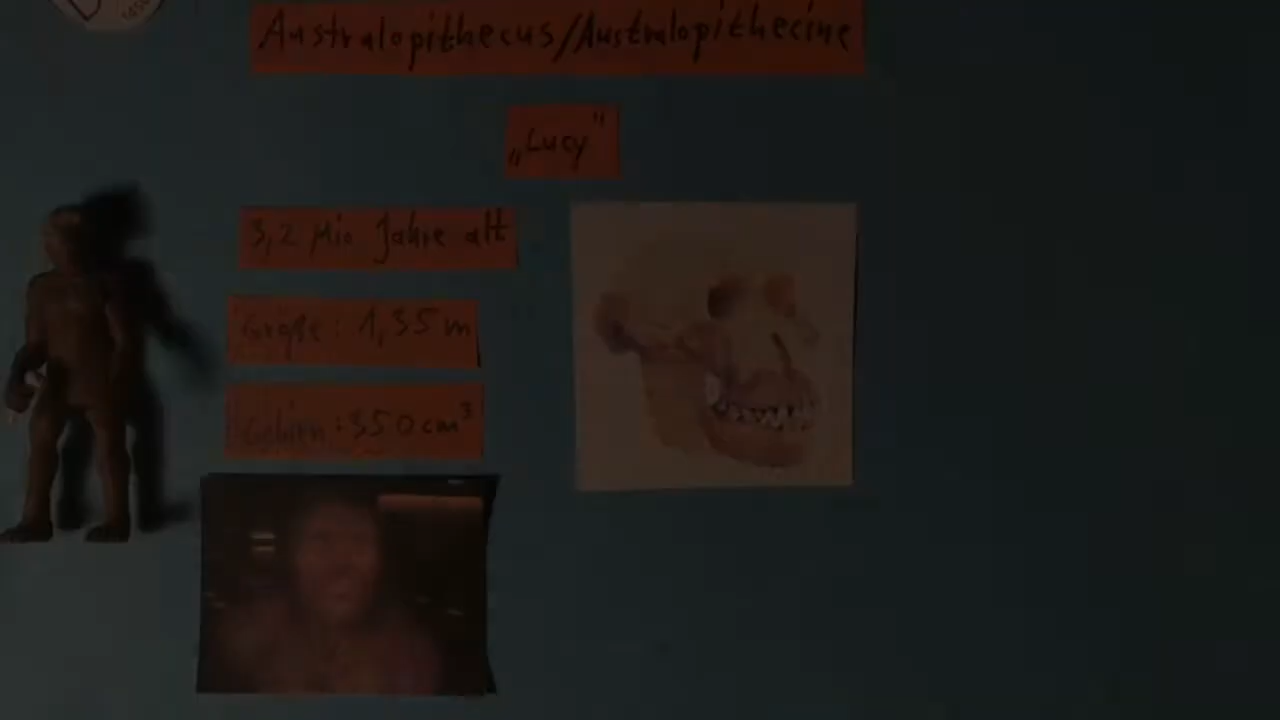 Australopithecus/Australopithecine
„Lucy"
3,2 Mio. Jahre alt
Größe: 1,35 m
Gehirn: 350 cm³